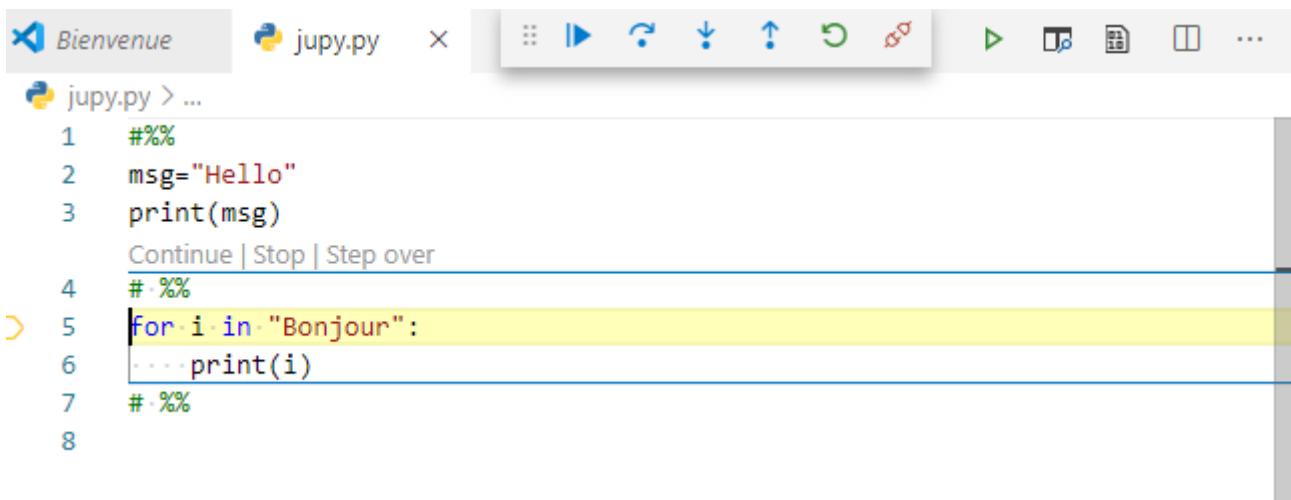 Bienvenue jupy.py ×
jupy.py > ...
1 #%%
2 msg="Hello"
3 print(msg)
Continue | Stop | Step over
4 # %%
5 for i in "Bonjour":
6     print(i)
7 # %%
8